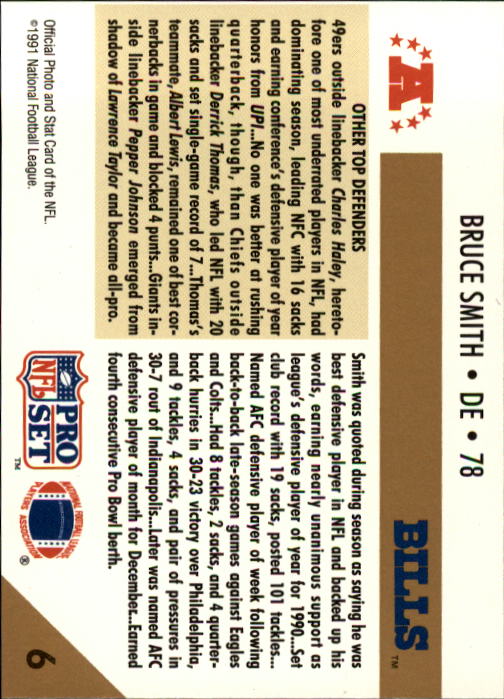 BRUCE SMITH • DE • 78
A
BILLS™
Smith was quoted during season as saying he was
best defensive player in NFL and backed up his
words, earning nearly unanimous support as
league's defensive player of year for 1990...Set
club record with 19 sacks, posted 101 tackles...
Named AFC defensive player of week following
back-to-back late-season games against Eagles
and Colts...Had 8 tackles, 2 sacks, and 4 quarter-
back hurries in 30-23 victory over Philadelphia,
and 9 tackles, 4 sacks, and pair of pressures in
30-7 rout of Indianapolis...Later was named AFC
defensive player of month for December...Earned
fourth consecutive Pro Bowl berth.
OTHER TOP DEFENDERS
49ers outside linebacker Charles Haley, hereto-
fore one of most underrated players in NFL, had
dominating season, leading NFC with 16 sacks
and earning conference's defensive player of year
honors from UPI...No one was better at rushing
quarterback, though, than Chiefs outside
linebacker Derrick Thomas, who led NFL with 20
sacks and set single-game record of 7...Thomas's
teammate, Albert Lewis, remained one of best cor-
nerbacks in game and blocked 4 punts...Giants in-
side linebacker Pepper Johnson emerged from
shadow of Lawrence Taylor and became all-pro.
Official Photo and Stat Card of the NFL.
©1991 National Football League.
NFL PRO SET™
NATIONAL FOOTBALL LEAGUE
PLAYERS ASSOCIATION®
6